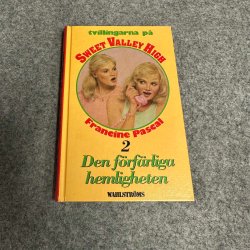 tvillingarna på
SWEET VALLEY HIGH
Francine Pascal
2
Den förfärliga
hemligheten
WAHLSTRÖMS